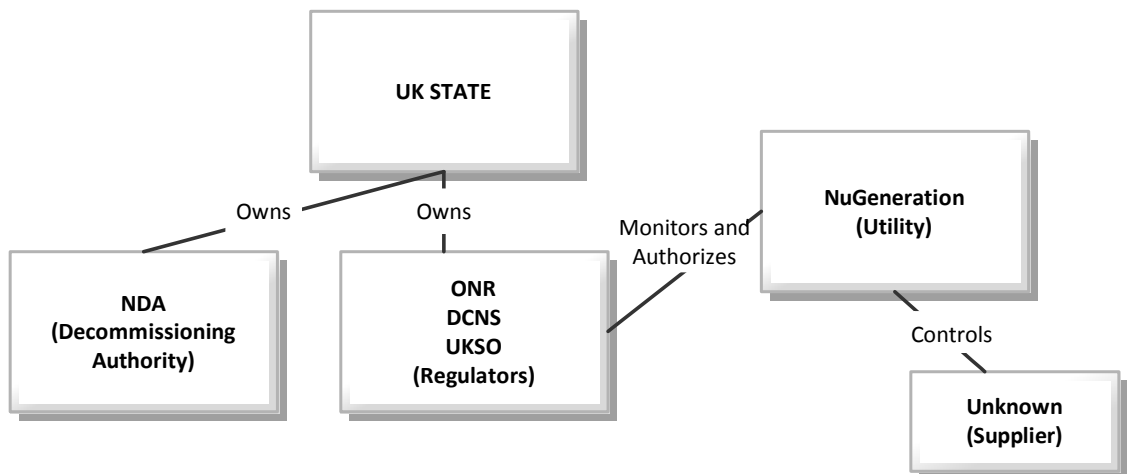 UK STATE
Owns
Owns
NDA
(Decommissioning
Authority)
ONR
DCNS
UKSO
(Regulators)
Monitors and
Authorizes
NuGeneration
(Utility)
Controls
Unknown
(Supplier)